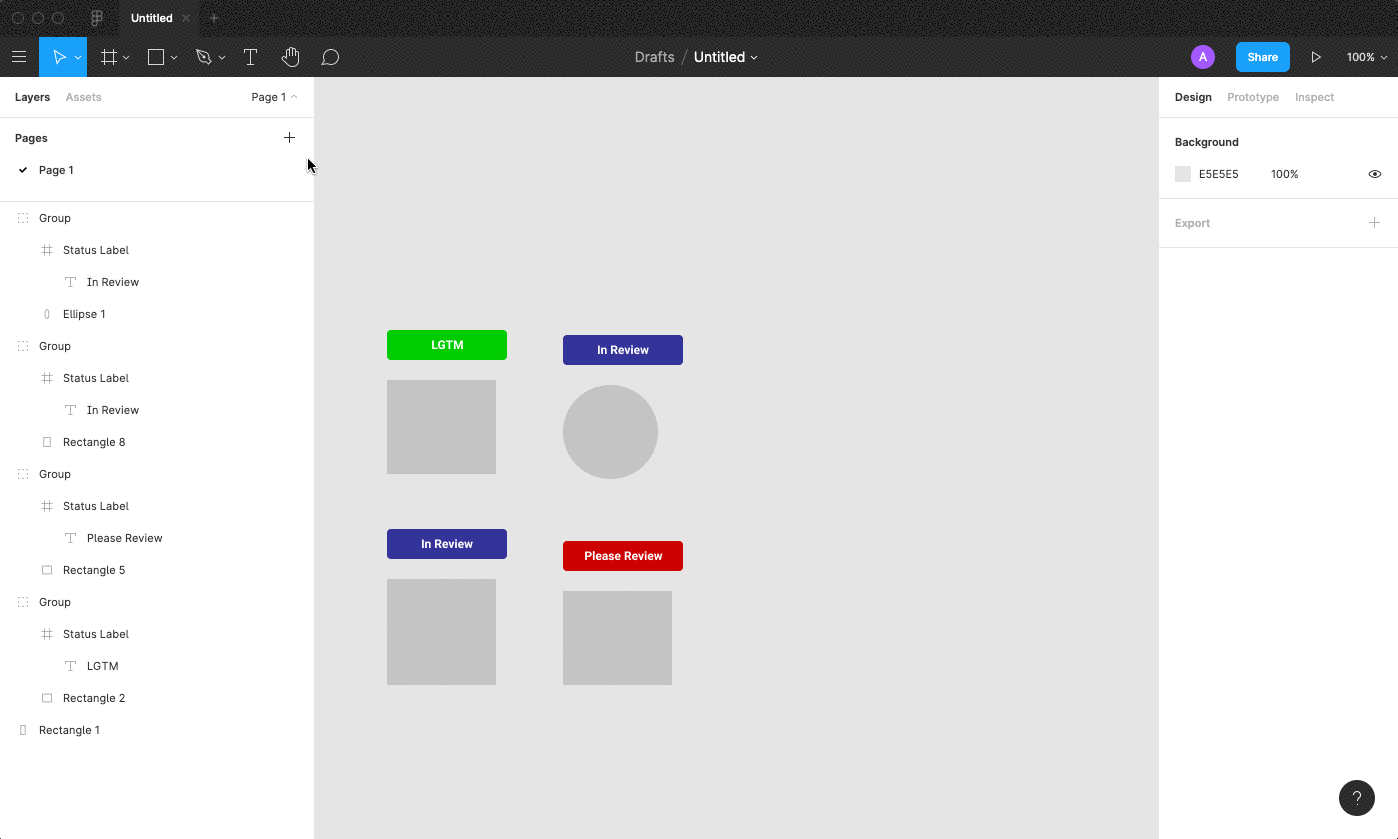 Untitled
Drafts / Untitled
A
Share
100%
Layers Assets Page 1
Design Prototype Inspect
Pages
Page 1
Background
E5E5E5 100%
Export
Group
Status Label
In Review
Ellipse 1
Group
Status Label
In Review
Rectangle 8
Group
Status Label
Please Review
Rectangle 5
Group
Status Label
LGTM
Rectangle 2
Rectangle 1
LGTM
In Review
In Review
Please Review
?